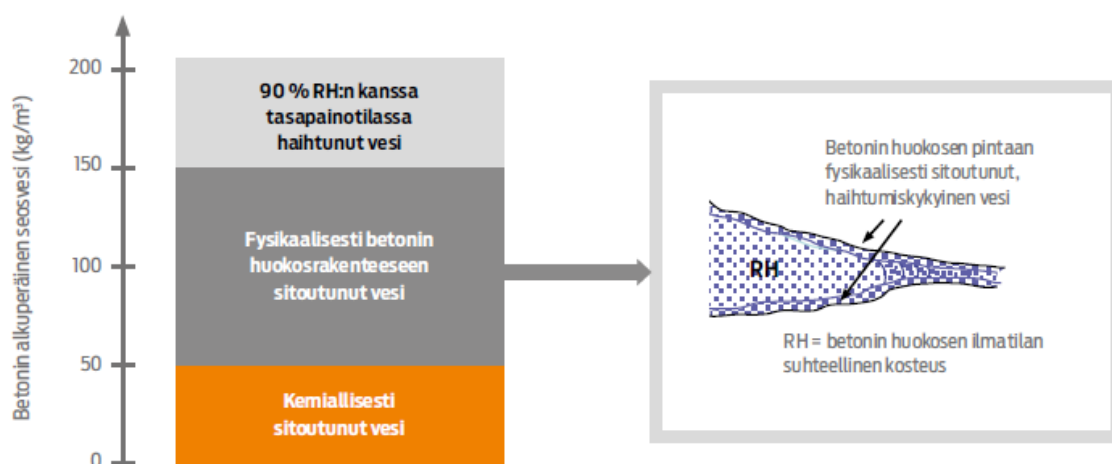 Betonin alkuperäinen seosvesi (kg/m³)
200
150
100
50
0
90 % RH:n kanssa
tasapainotilassa
haihtunut vesi
Fysikaalisesti betonin
huokosrakenteeseen
sitoutunut vesi
Kemiallisesti
sitoutunut vesi
Betonin huokosen pintaan
fysikaalisesti sitoutunut,
haihtumiskykyinen vesi
RH
RH = betonin huokosen ilmatilan
suhteellinen kosteus